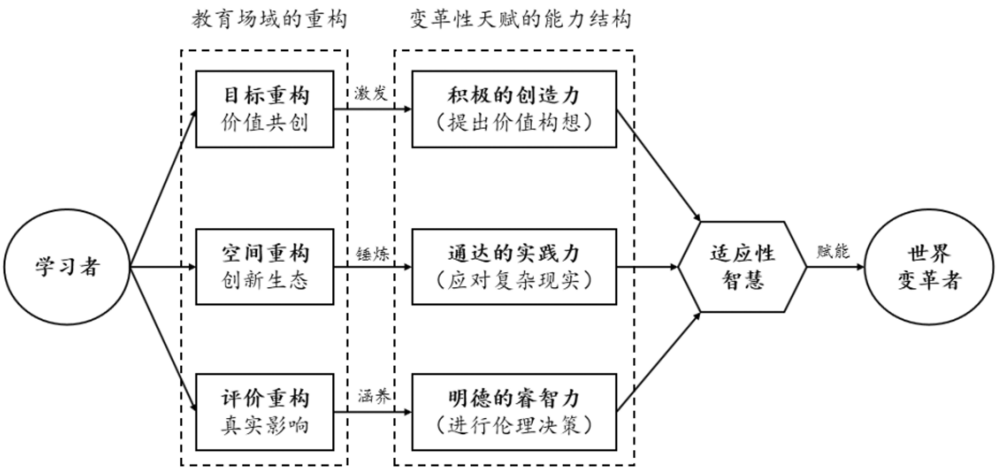 教育场域的重构
变革性天赋的能力结构
目标重构
价值共创
激发
积极的创造力
（提出价值构想）
学习者
空间重构
创新生态
锤炼
通达的实践力
（应对复杂现实）
适应性
智慧
赋能
世界
变革者
评价重构
真实影响
涵养
明德的睿智力
（进行伦理决策）